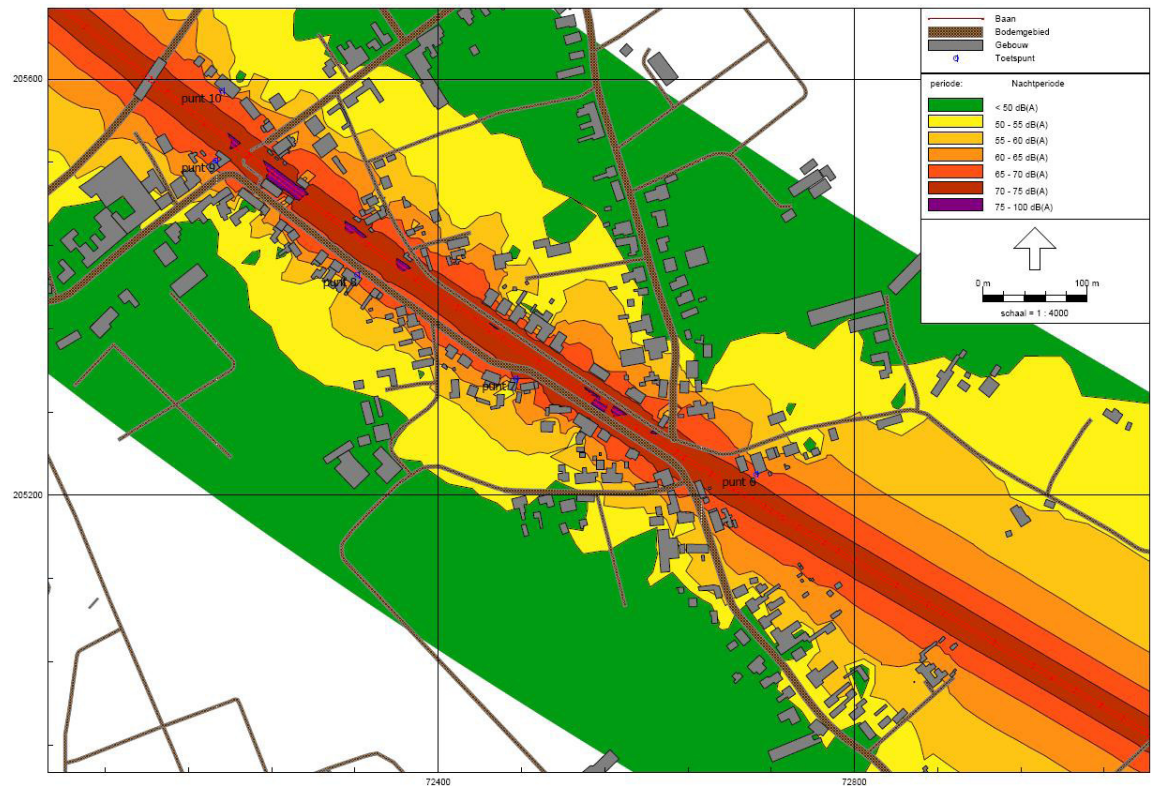 Baan
Bodemgebied
Gebouw
Toetspunt
periode: Nachtperiode
< 50 dB(A)
50 - 55 dB(A)
55 - 60 dB(A)
60 - 65 dB(A)
65 - 70 dB(A)
70 - 75 dB(A)
75 - 100 dB(A)
0 m 100 m
schaal = 1 : 4000
205600
punt 10
punt 9
punt 8
punt 7
205200
punt 6
72400
72800